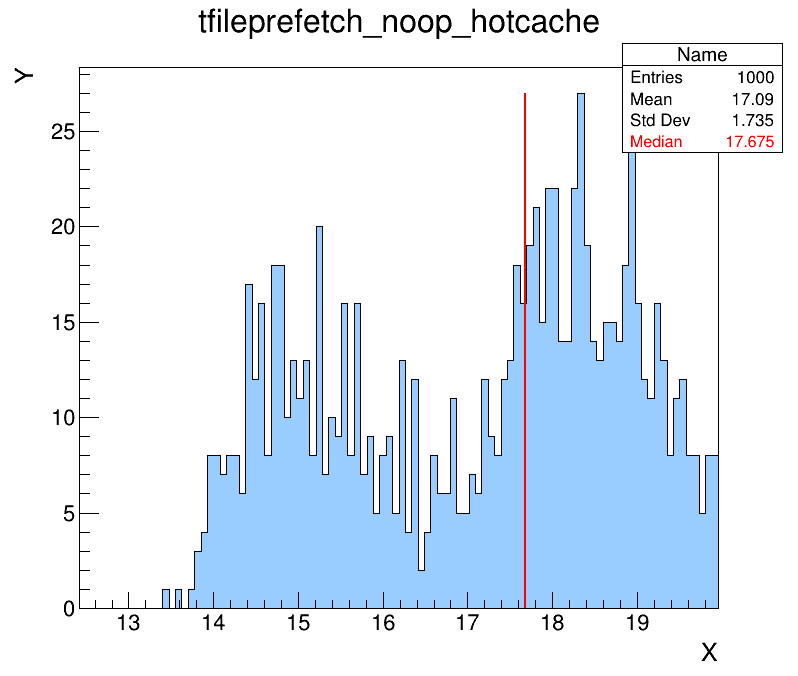 tfileprefetch_noop_hotcache
Y
Name
Entries 1000
Mean 17.09
Std Dev 1.735
Median 17.675
25
20
15
10
5
0
13 14 15 16 17 18 19
X